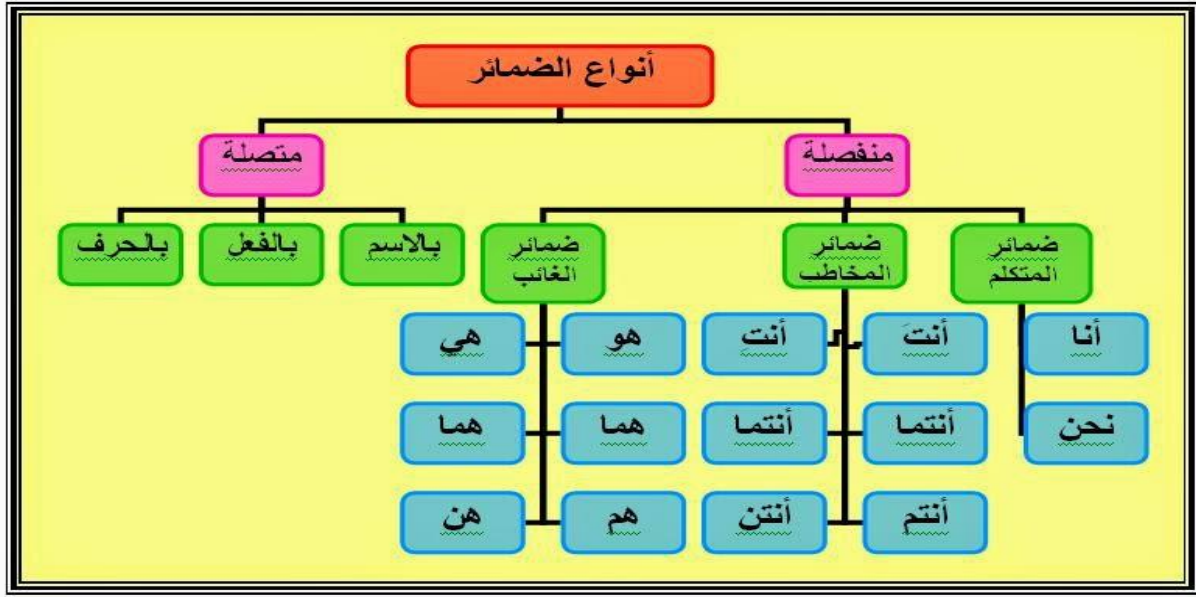 أنواع الضمائر
منفصلة
متصلة
ضمائر
المتكلم
ضمائر
المخاطب
ضمائر
الغائب
بالاسم
بالفعل
بالحرف
أنا
أنتَ
أنتِ
هو
هي
نحن
أنتما
أنتما
هما
هما
أنتم
أنتن
هم
هن